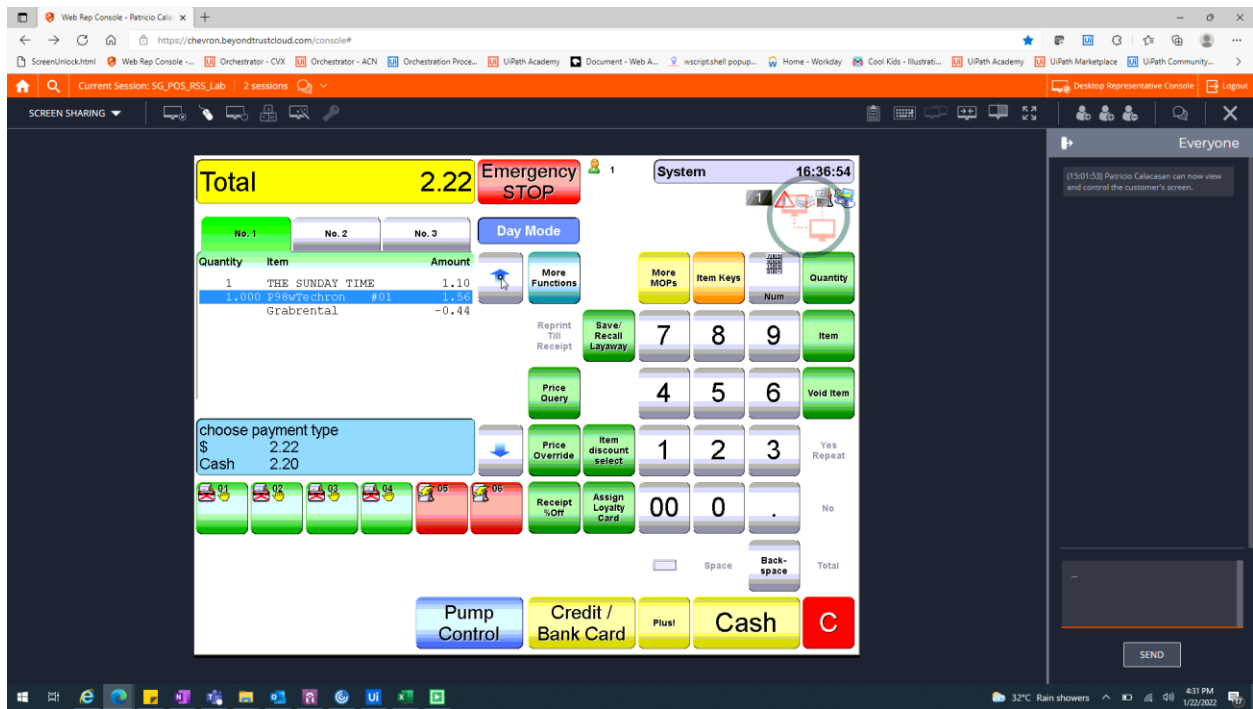 Web Rep Console - Patricio Cala
https://chevron.beyondtrustcloud.com/console#
ScreenUnlock.html Web Rep Console -... Orchestrator - CVX Orchestrator - ACN Orchestration Proce... UiPath Academy Document - Web A... wscript.shell popup... Home - Workday Cool Kids - Illustrati... UiPath Academy UiPath Marketplace UiPath Community...
Current Session: SG_POS_RSS_Lab 2 sessions Desktop Representative Console Logout
SCREEN SHARING
Everyone
(15:01:53) Patricio Calacasan can now view
and control the customer's screen.
Total 2.22
Emergency
STOP
1
System 16:36:54
1
No. 1 No. 2 No. 3
Day Mode
Quantity Item Amount
1 THE SUNDAY TIME 1.10
1.000 P98wTechron #01 1.56
Grabrental -0.44
More
Functions
More
MOPs
Item Keys
Num
Quantity
Reprint
Till
Receipt
Save/
Recall
Layaway
7 8 9
Item
Price
Query
4 5 6
Void Item
choose payment type
$ 2.22
Cash 2.20
Price
Override
Item
discount
select
1 2 3
Yes
Repeat
01 02 03 04 05 06
Receipt
%Off
Assign
Loyalty
Card
00 0 .
No
Space
Back-
space
Total
Pump
Control
Credit /
Bank Card
Plus!
Cash
C
SEND
32°C Rain showers
4:31 PM
1/22/2022